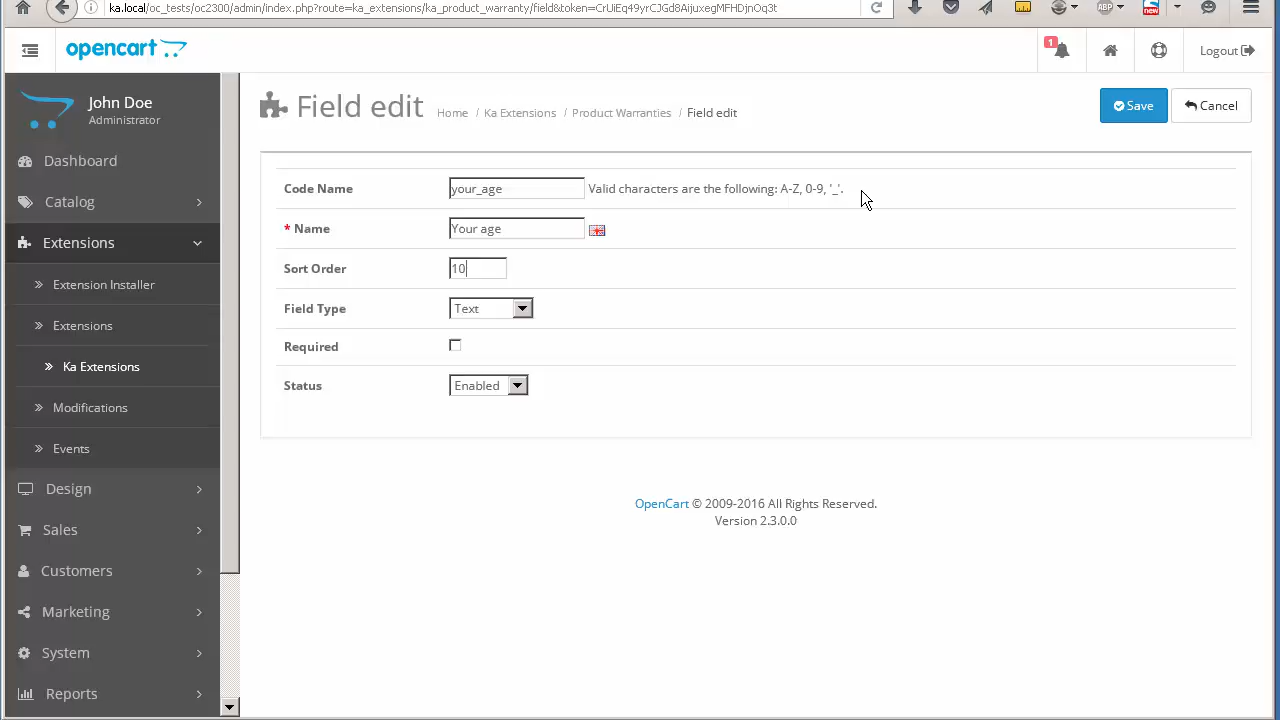 ka.local/oc_tests/oc2300/admin/index.php?route=ka_extensions/ka_product_warranty/field&token=CrUiEq49yrCJGd8AijuxegMFHDjnOq3t
ABP
new
opencart
1
Logout
John Doe
Administrator
Field edit
Home / Ka Extensions / Product Warranties / Field edit
Save
Cancel
Dashboard
Catalog
Extensions
Extension Installer
Extensions
Ka Extensions
Modifications
Events
Design
Sales
Customers
Marketing
System
Reports
Code Name your_age Valid characters are the following: A-Z, 0-9, '_'.
* Name Your age
Sort Order 10
Field Type Text
Required
Status Enabled
OpenCart © 2009-2016 All Rights Reserved.
Version 2.3.0.0